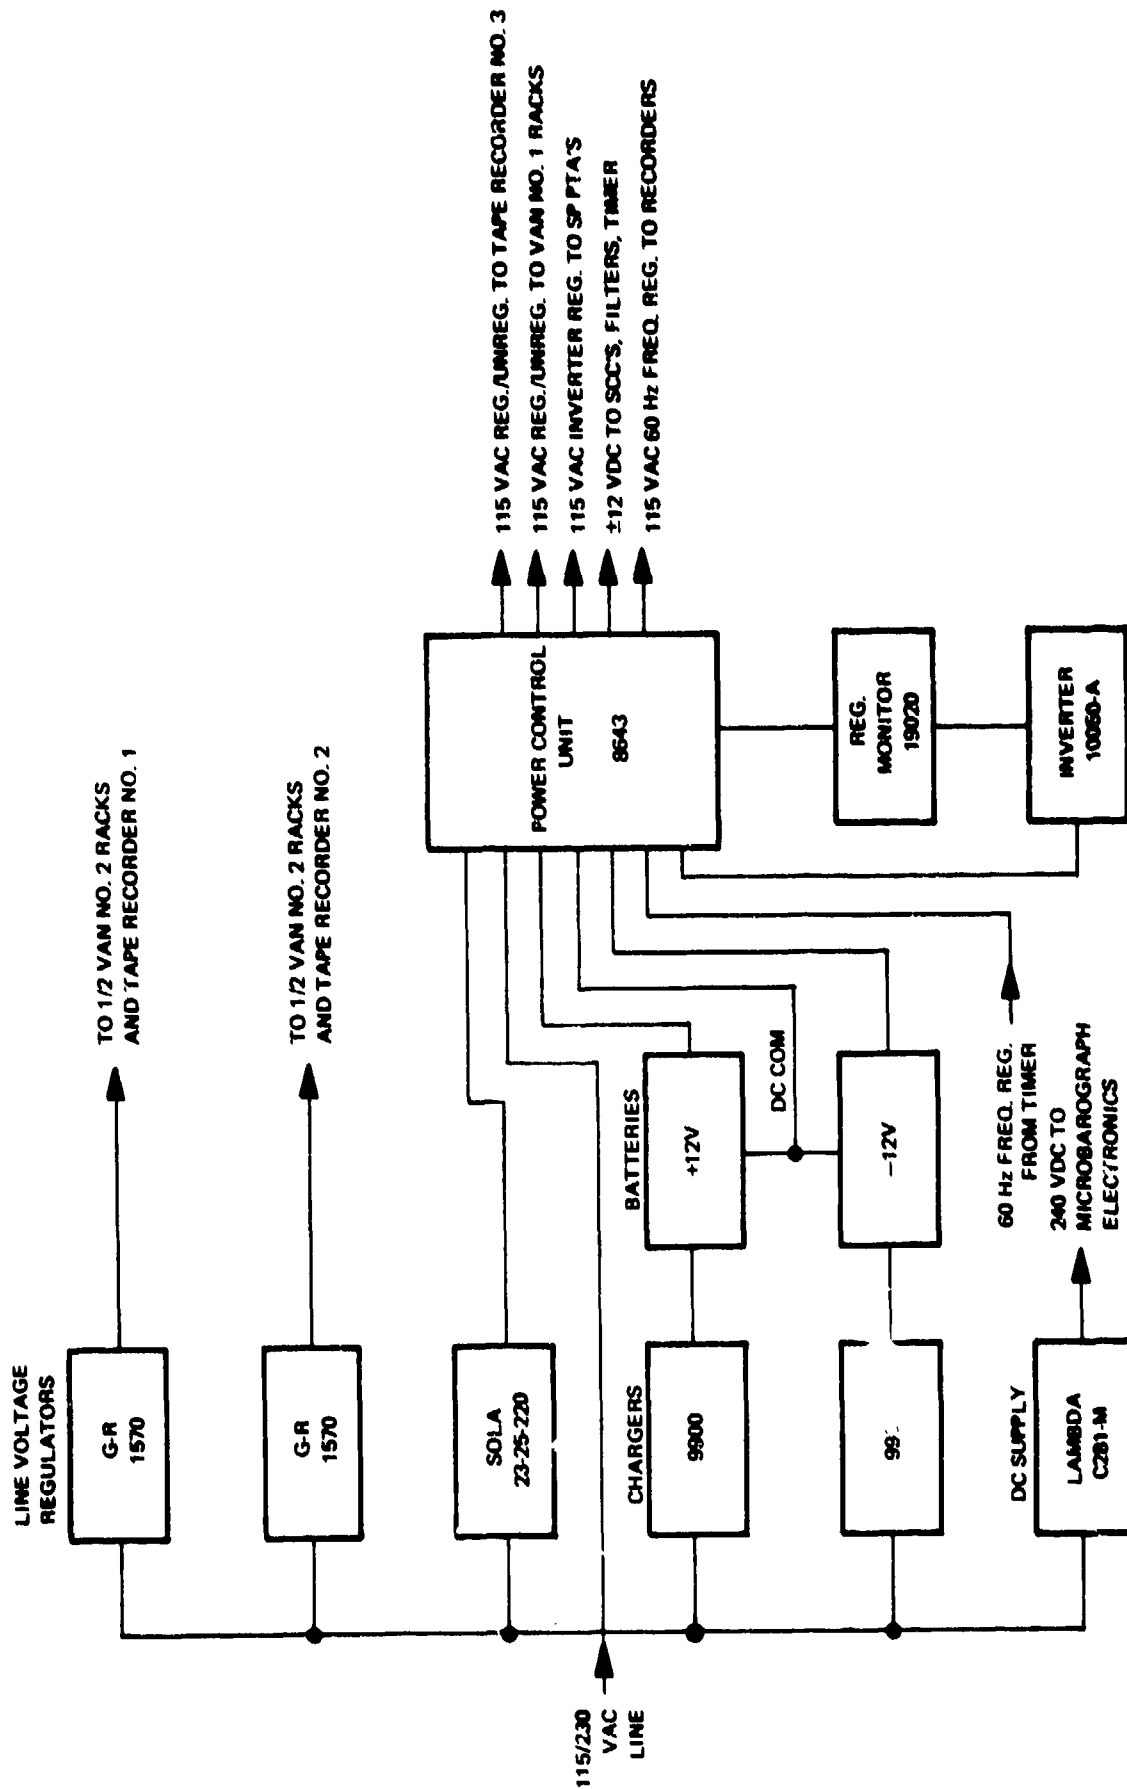 LINE VOLTAGE
REGULATORS
G-R
1570
TO 1/2 VAN NO. 2 RACKS
AND TAPE RECORDER NO. 1
G-R
1570
TO 1/2 VAN NO. 2 RACKS
AND TAPE RECORDER NO. 2
SOLA
23-25-220
115/230
VAC
LINE
CHARGERS
9900
BATTERIES
+12V
DC COM
-12V
DC SUPPLY
LAMBDA
C281-M
60 Hz FREQ. REG.
FROM TIMER
240 VDC TO
MICROBAROGRAPH
ELECTRONICS
POWER CONTROL
UNIT
8643
REG.
MONITOR
19020
INVERTER
10060-A
115 VAC REG./UNREG. TO TAPE RECORDER NO. 3
115 VAC REG./UNREG. TO VAN NO. 1 RACKS
115 VAC INVERTER REG. TO SP PTA'S
±12 VDC TO SCC'S, FILTERS, TIMER
115 VAC 60 Hz FREQ. REG. TO RECORDERS